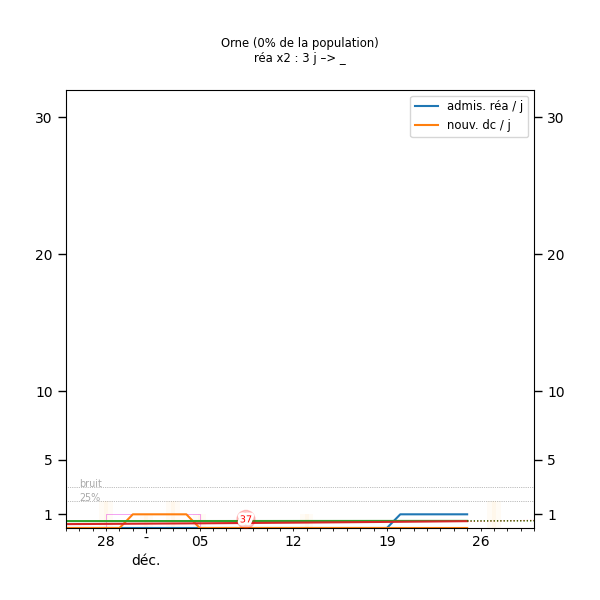 Orne (0% de la population)
réa x2 : 3 j –> _
admis. réa / j
nouv. dc / j
30 30
20 20
10 10
5 5
bruit
25%
1 1
37
28 - 05 12 19 26
déc.